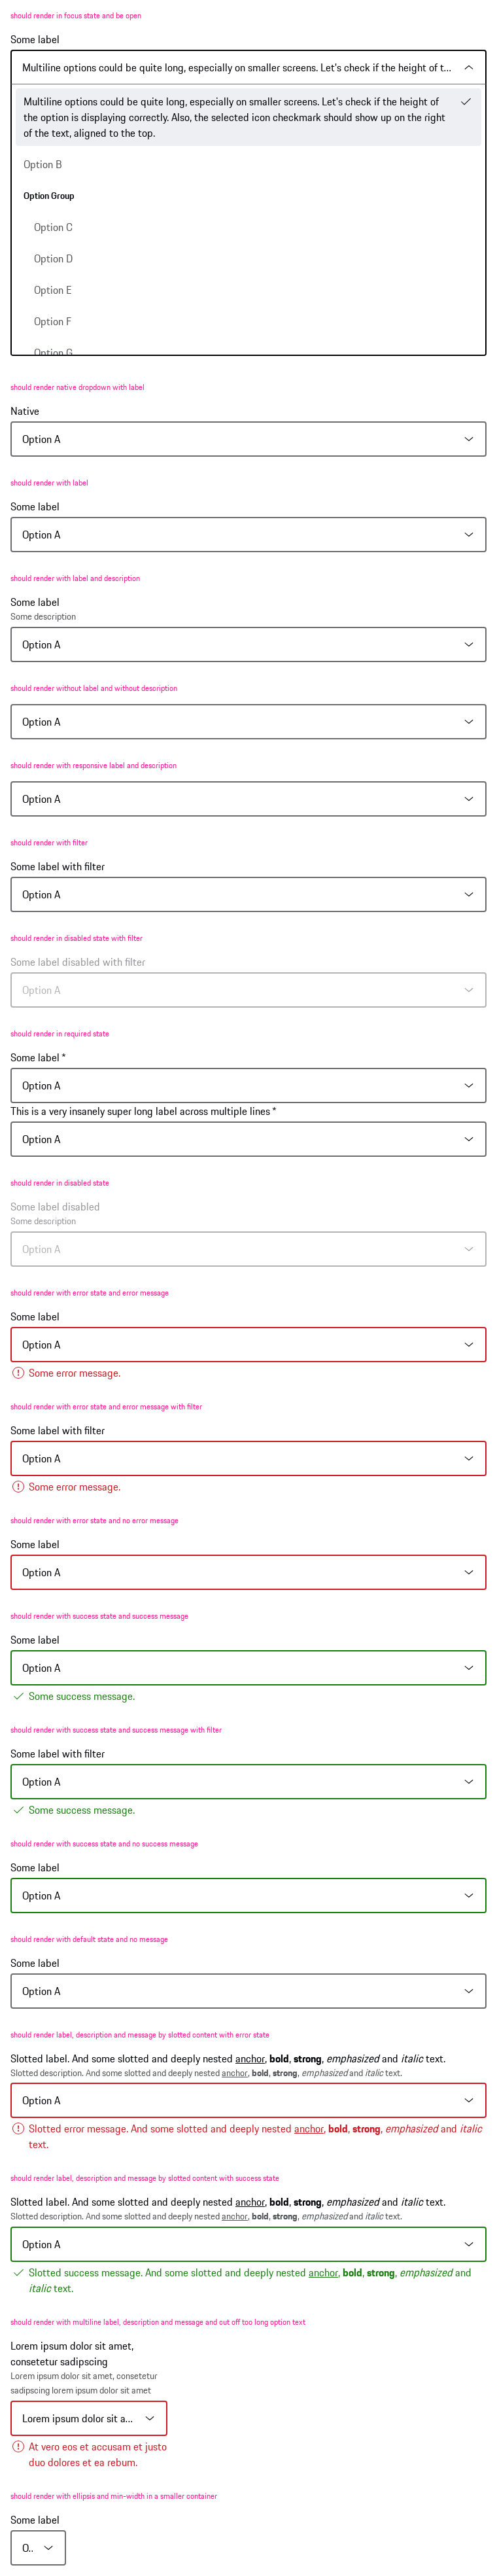 should render in focus state and be open
Some label
Multiline options could be quite long, especially on smaller screens. Let's check if the height of t...
Multiline options could be quite long, especially on smaller screens. Let's check if the height of
the option is displaying correctly. Also, the selected icon checkmark should show up on the right
of the text, aligned to the top.
Option B
Option Group
Option C
Option D
Option E
Option F
Option G
should render native dropdown with label
Native
Option A
should render with label
Some label
Option A
should render with label and description
Some label
Some description
Option A
should render without label and without description
Option A
should render with responsive label and description
Option A
should render with filter
Some label with filter
Option A
should render in disabled state with filter
Some label disabled with filter
Option A
should render in required state
Some label *
Option A
This is a very insanely super long label across multiple lines *
Option A
should render in disabled state
Some label disabled
Some description
Option A
should render with error state and error message
Some label
Option A
Some error message.
should render with error state and error message with filter
Some label with filter
Option A
Some error message.
should render with error state and no error message
Some label
Option A
should render with success state and success message
Some label
Option A
Some success message.
should render with success state and success message with filter
Some label with filter
Option A
Some success message.
should render with success state and no success message
Some label
Option A
should render with default state and no message
Some label
Option A
should render label, description and message by slotted content with error state
Slotted label. And some slotted and deeply nested anchor, bold, strong, emphasized and italic text.
Slotted description. And some slotted and deeply nested anchor, bold, strong, emphasized and italic text.
Option A
Slotted error message. And some slotted and deeply nested anchor, bold, strong, emphasized and italic
text.
should render label, description and message by slotted content with success state
Slotted label. And some slotted and deeply nested anchor, bold, strong, emphasized and italic text.
Slotted description. And some slotted and deeply nested anchor, bold, strong, emphasized and italic text.
Option A
Slotted success message. And some slotted and deeply nested anchor, bold, strong, emphasized and
italic text.
should render with multiline label, description and message and cut off too long option text
Lorem ipsum dolor sit amet,
consetetur sadipscing
Lorem ipsum dolor sit amet, consetetur
sadipscing lorem ipsum dolor sit amet
Lorem ipsum dolor sit a...
At vero eos et accusam et justo
duo dolores et ea rebum.
should render with ellipsis and min-width in a smaller container
Some label
O..